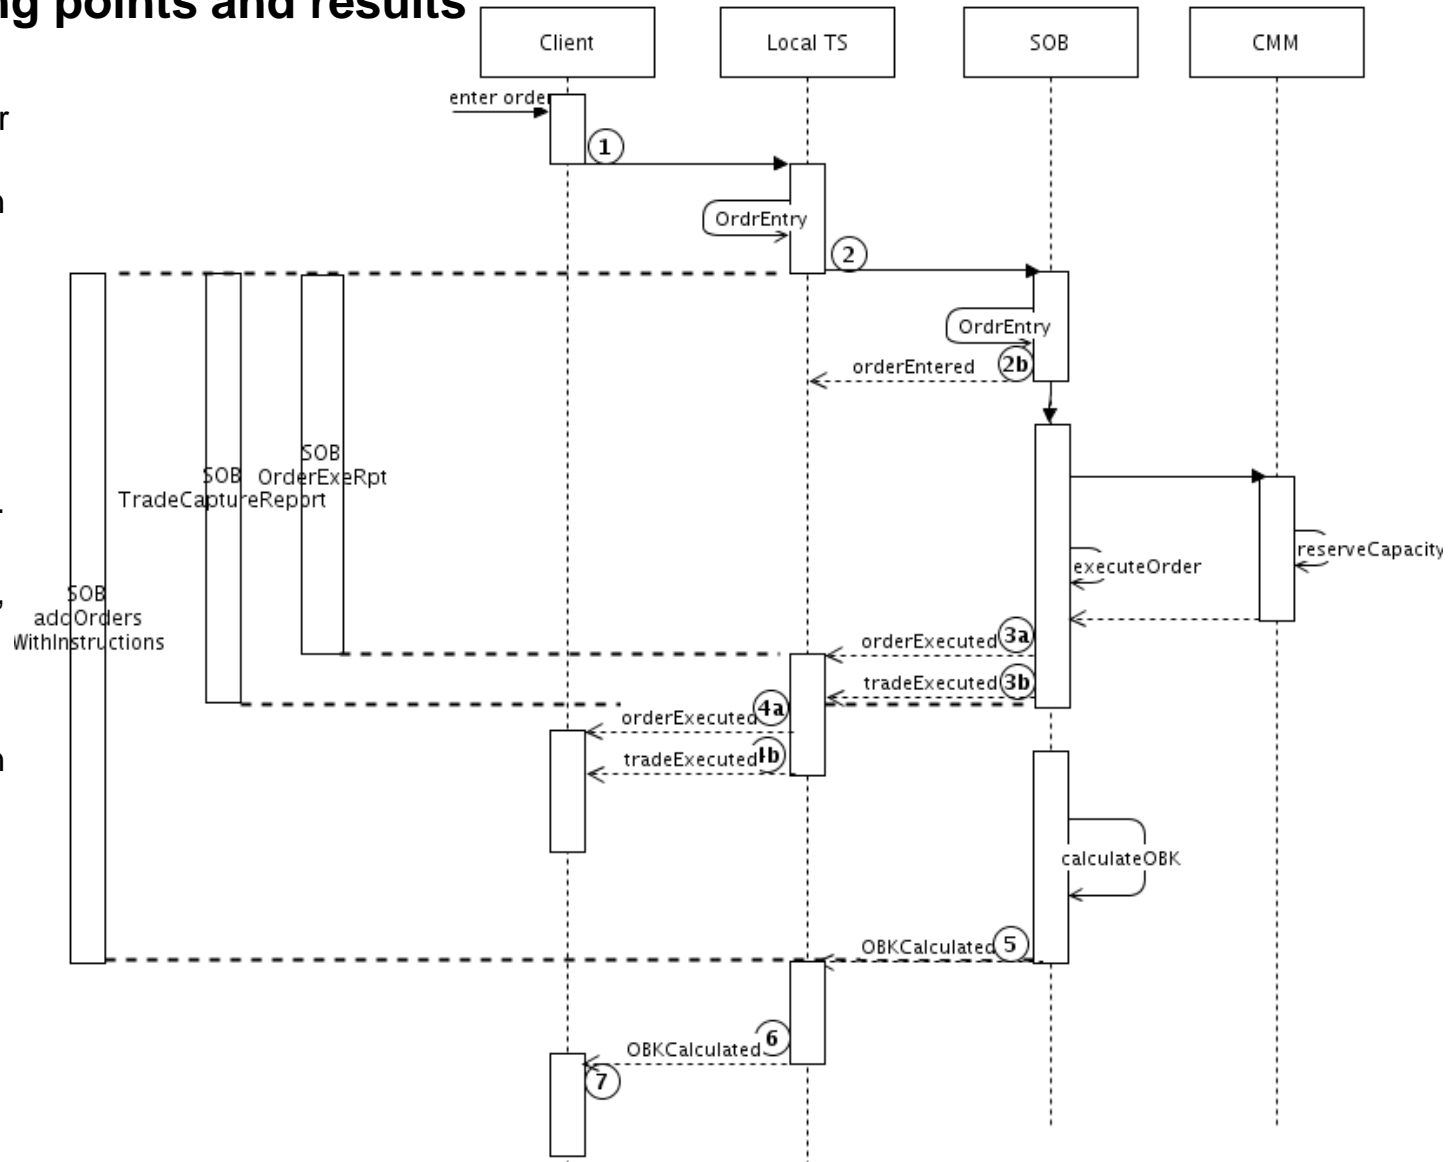 ng points and results
Client
Local TS
SOB
CMM
enter order
r
1
n
OrdrEntry
2
OrdrEntry
2b
orderEntered
SOB
OrderExeRpt
SOB
TradeCaptureReport
.
reserveCapacity
executeOrder
SOB
addOrders
WithInstructions
,
orderExecuted
3a
tradeExecuted
3b
4a
orderExecuted
tradeExecuted
4b
n
calculateOBK
OBKCalculated
5
6
OBKCalculated
7